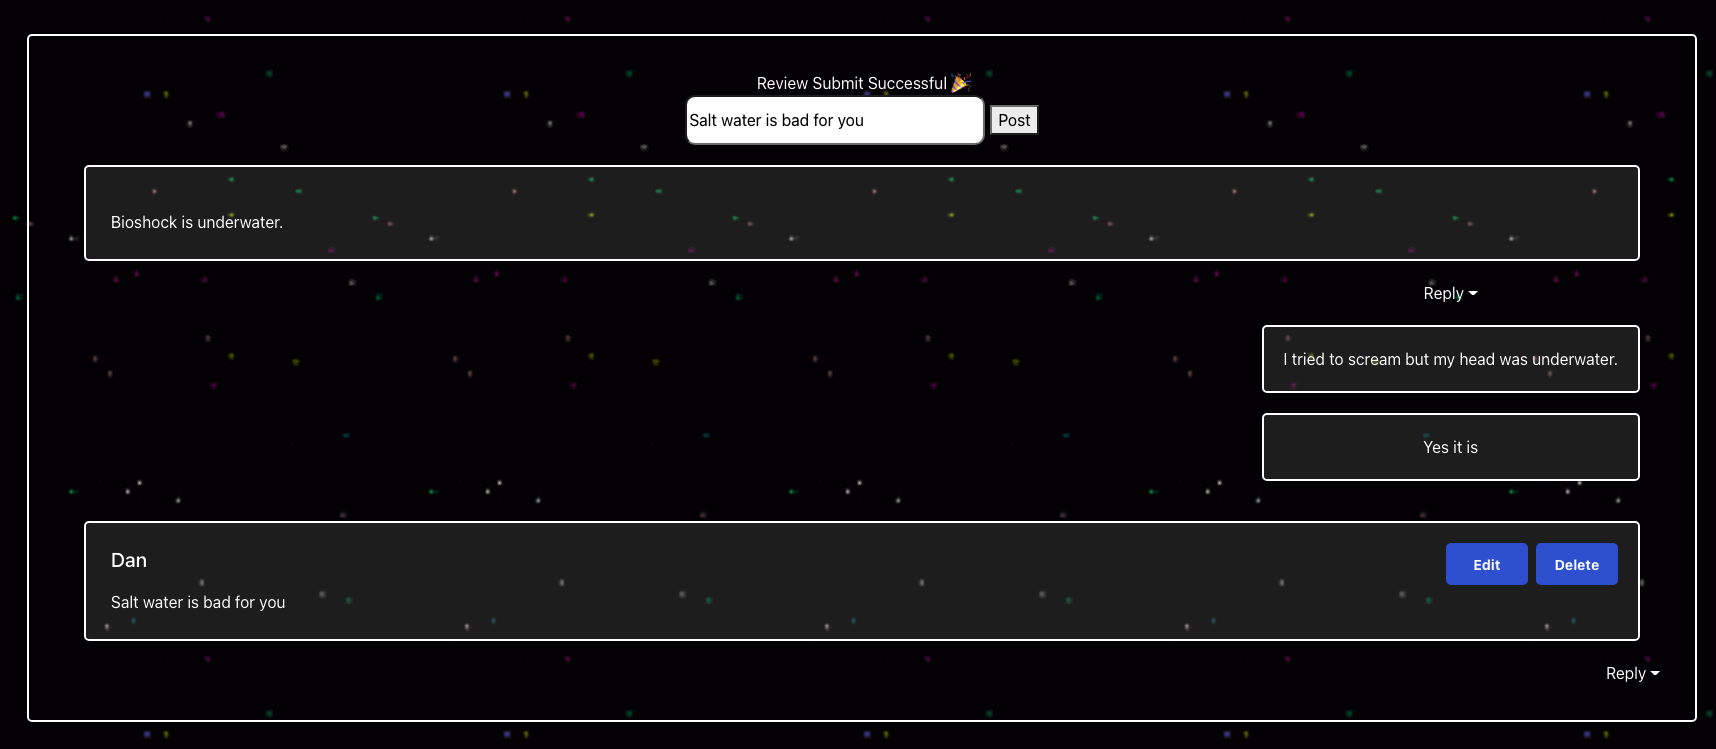 Review Submit Successful 🎉
Salt water is bad for you
Post
Bioshock is underwater.
Reply
I tried to scream but my head was underwater.
Yes it is
Dan
Edit
Delete
Salt water is bad for you
Reply